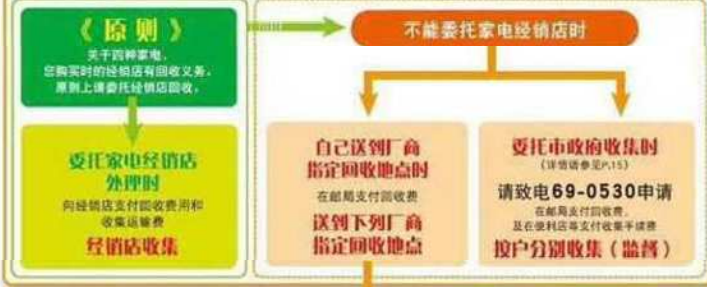 《原则》
关于四种家电，
您购买时的经销店有回收义务。
原则上请委托经销店回收。
委托家电经销店
处理时
向经销店支付回收费用和
收集运输费
经销店收集
不能委托家电经销店时
自己送到厂商
指定回收地点时
在邮局支付回收费
送到下列厂商
指定回收地点
委托市政府收集时
（详情请参见P.15）
请致电69-0530申请
在邮局支付回收费，
及在便利店等支付收集手续费
按户分别收集（监督）